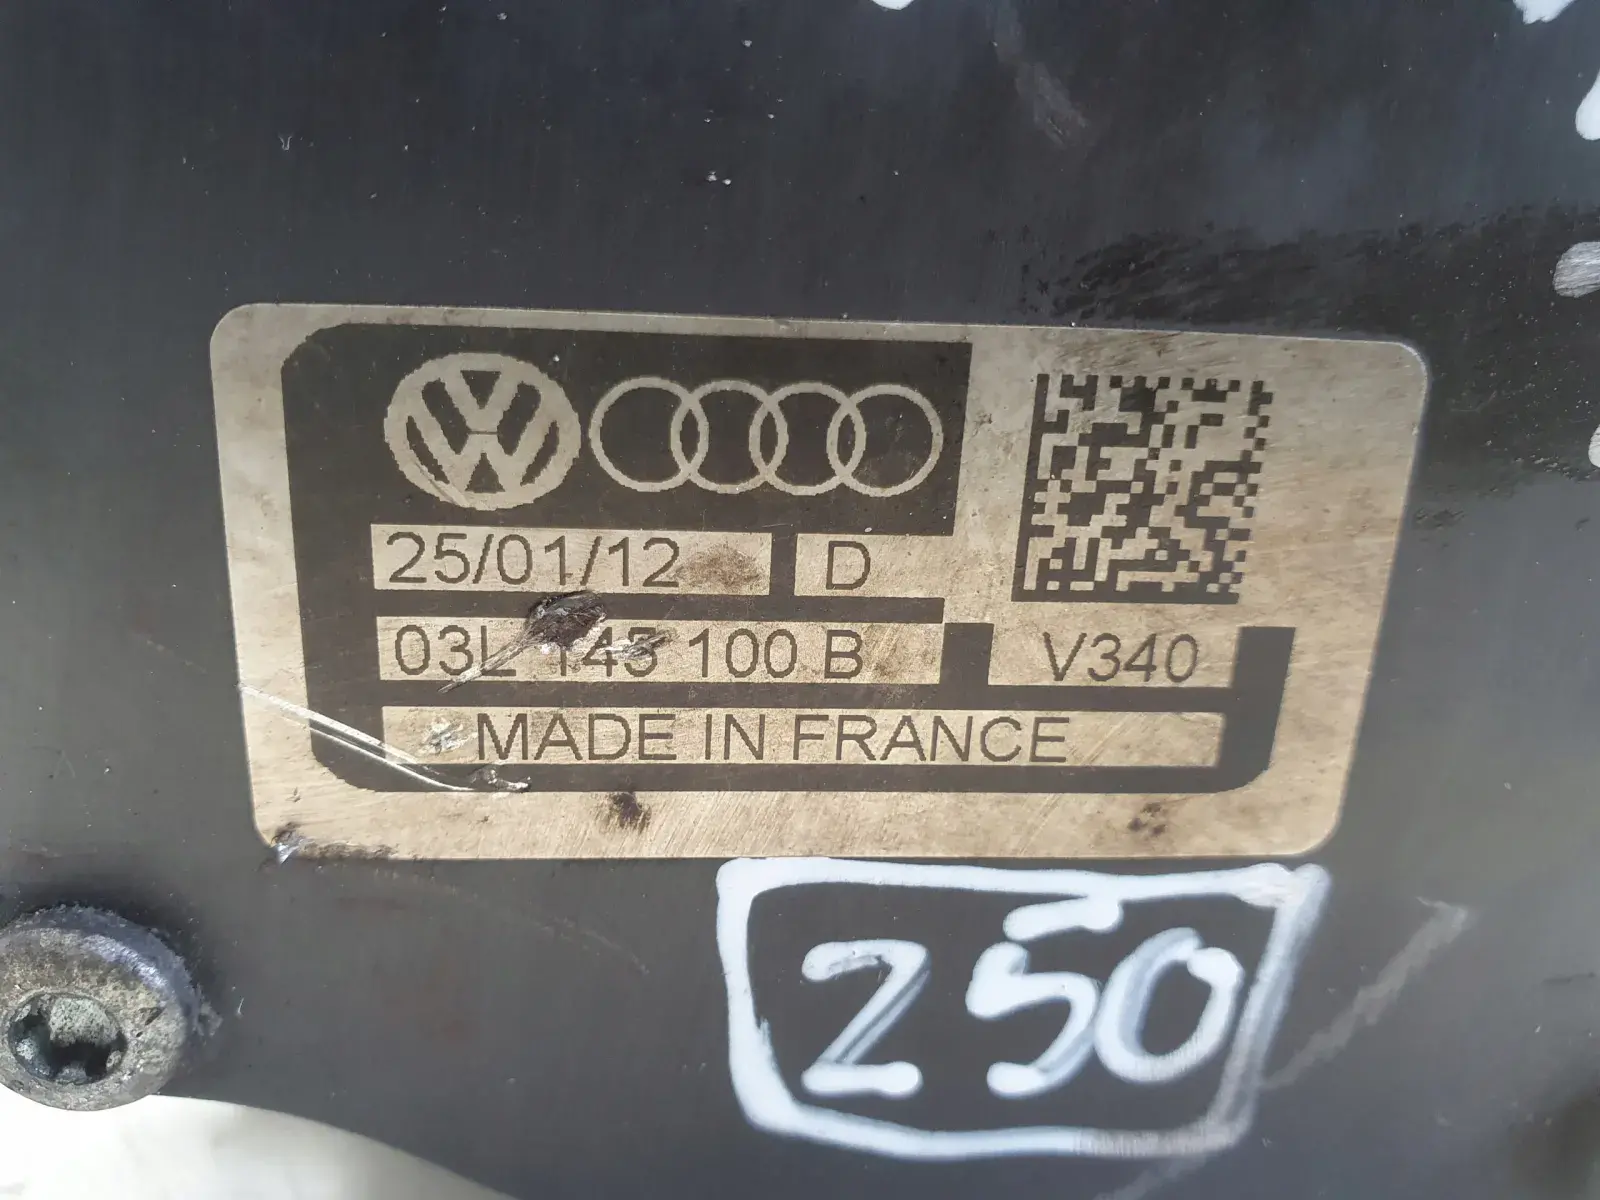 25/01/12 D
03L 145 100 B V340
MADE IN FRANCE
250